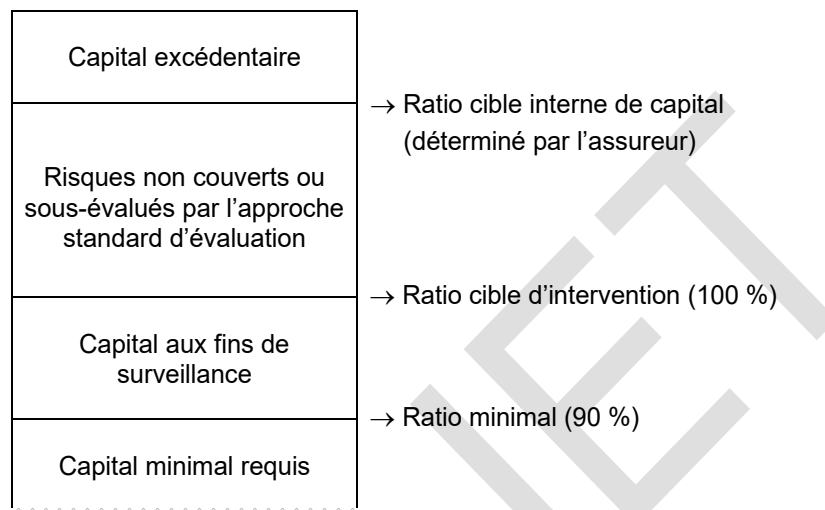 Capital excédentaire
→ Ratio cible interne de capital
(déterminé par l'assureur)
Risques non couverts ou
sous-évalués par l'approche
standard d'évaluation
→ Ratio cible d'intervention (100 %)
Capital aux fins de
surveillance
→ Ratio minimal (90 %)
Capital minimal requis